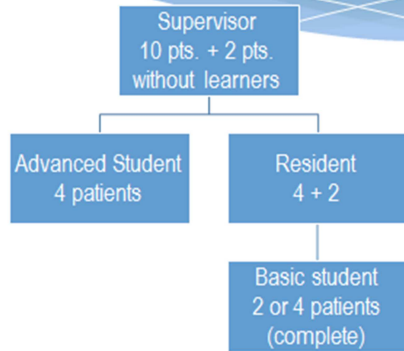 Supervisor
10 pts. + 2 pts.
without learners
Advanced Student
4 patients
Resident
4 + 2
Basic student
2 or 4 patients
(complete)